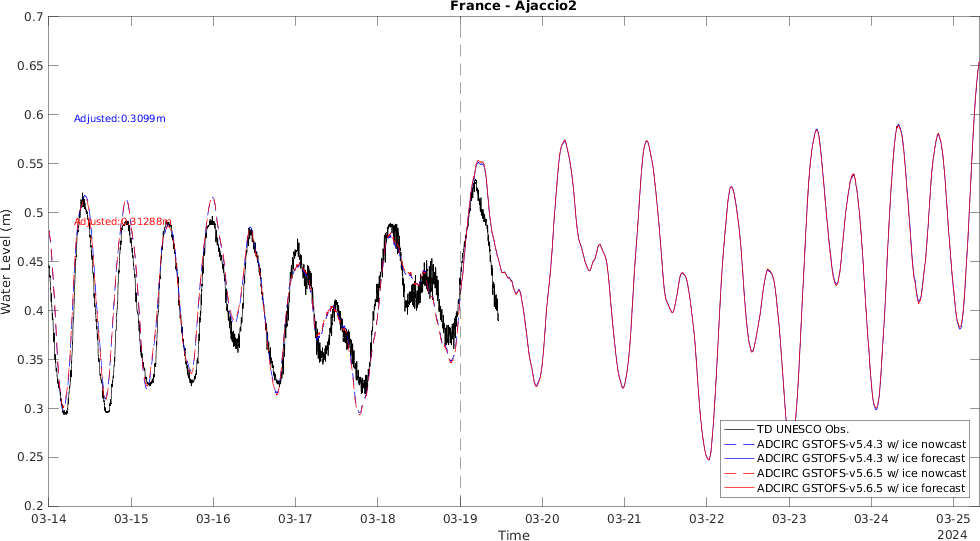 France - Ajaccio2
0.7
0.65
0.6
0.55
0.5
0.45
0.4
0.35
0.3
0.25
0.2
Water Level (m)
Adjusted:0.3099m
Adjusted:0.31288m
TD UNESCO Obs.
ADCIRC GSTOFS-v5.4.3 w/ ice nowcast
ADCIRC GSTOFS-v5.4.3 w/ ice forecast
ADCIRC GSTOFS-v5.6.5 w/ ice nowcast
ADCIRC GSTOFS-v5.6.5 w/ ice forecast
03-14 03-15 03-16 03-17 03-18 03-19 03-20 03-21 03-22 03-23 03-24 03-25
Time
2024